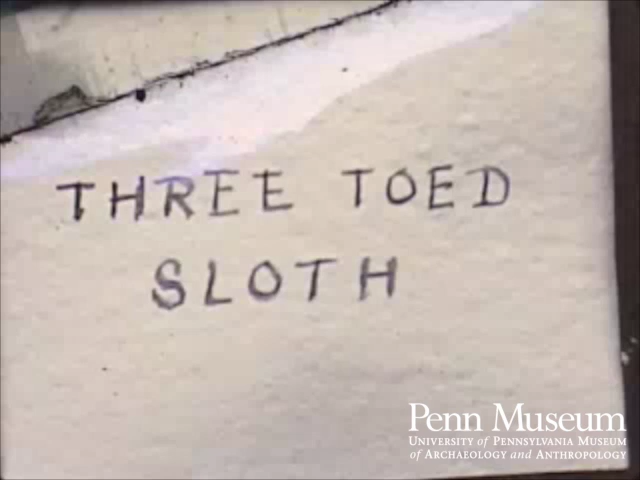 THREE TOED
SLOTH
Penn Museum
UNIVERSITY of PENNSYLVANIA MUSEUM
of ARCHAEOLOGY and ANTHROPOLOGY